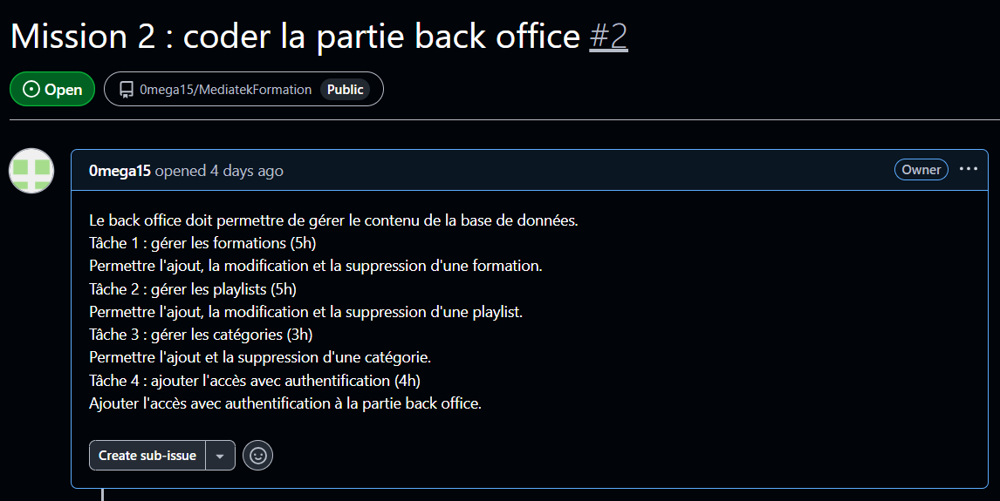 Mission 2 : coder la partie back office #2
Open
0mega15/MediatekFormation Public
0mega15 opened 4 days ago
Owner
Le back office doit permettre de gérer le contenu de la base de données.
Tâche 1 : gérer les formations (5h)
Permettre l'ajout, la modification et la suppression d'une formation.
Tâche 2 : gérer les playlists (5h)
Permettre l'ajout, la modification et la suppression d'une playlist.
Tâche 3 : gérer les catégories (3h)
Permettre l'ajout et la suppression d'une catégorie.
Tâche 4 : ajouter l'accès avec authentification (4h)
Ajouter l'accès avec authentification à la partie back office.
Create sub-issue